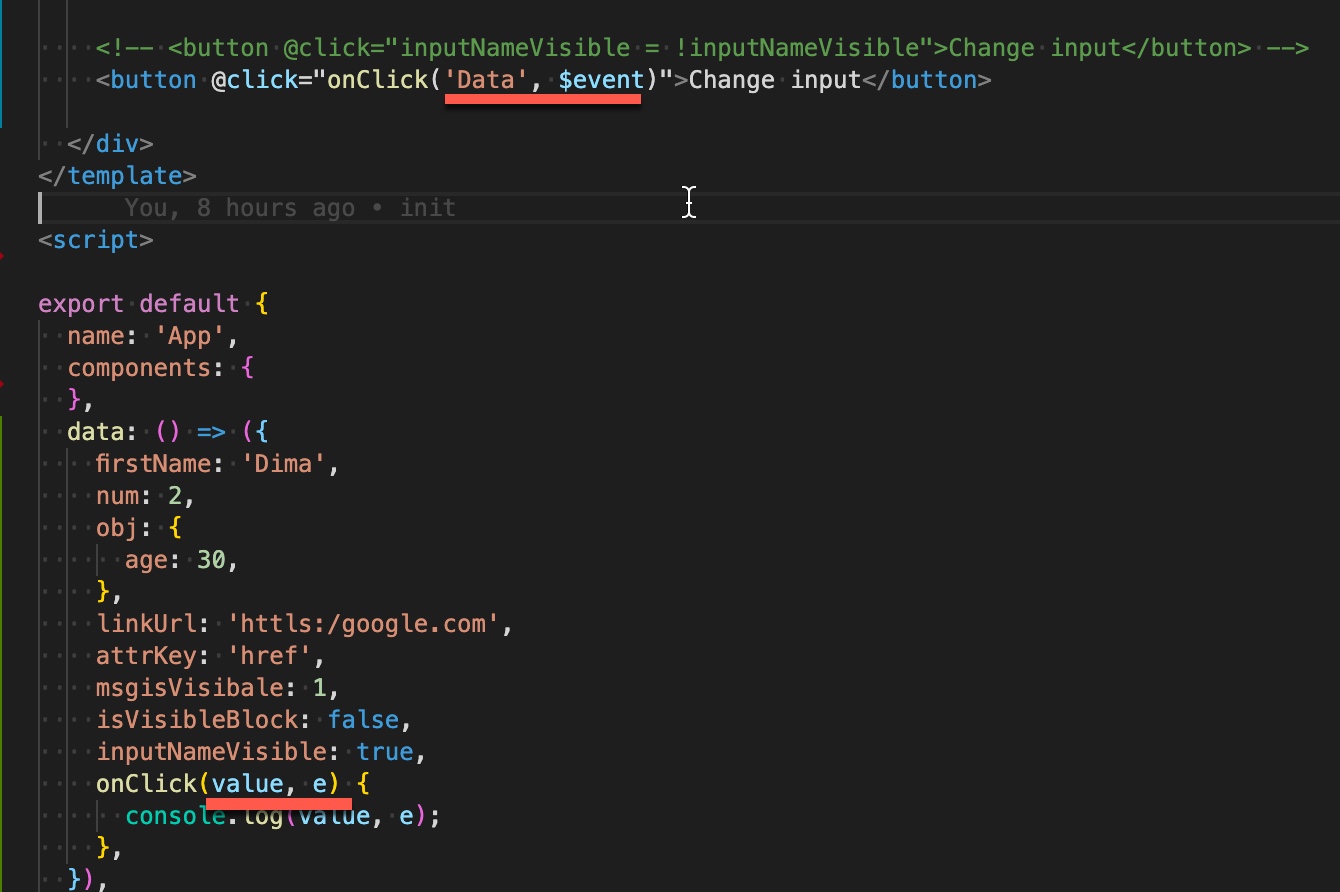 <!-- <button @click="inputNameVisible = !inputNameVisible">Change input</button> -->
<button @click="onClick('Data', $event)">Change input</button>
</div>
</template>
You, 8 hours ago • init
<script>
export default {
name: 'App',
components: {
},
data: () => ({
firstName: 'Dima',
num: 2,
obj: {
age: 30,
},
linkUrl: 'httls:/google.com',
attrKey: 'href',
msgisVisibale: 1,
isVisibleBlock: false,
inputNameVisible: true,
onClick(value, e) {
console.log(value, e);
},
}),